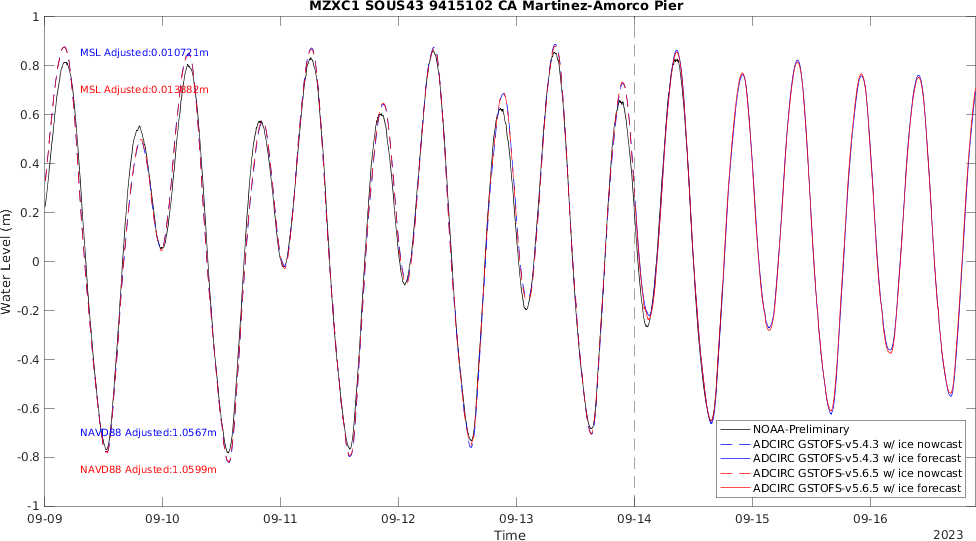 MZXC1 SOUS43 9415102 CA Martinez-Amorco Pier
1
0.8
0.6
0.4
0.2
0
-0.2
-0.4
-0.6
-0.8
-1
Water Level (m)
MSL Adjusted:0.010721m
MSL Adjusted:0.013882m
NAVD88 Adjusted:1.0567m
NAVD88 Adjusted:1.0599m
NOAA-Preliminary
ADCIRC GSTOFS-v5.4.3 w/ ice nowcast
ADCIRC GSTOFS-v5.4.3 w/ ice forecast
ADCIRC GSTOFS-v5.6.5 w/ ice nowcast
ADCIRC GSTOFS-v5.6.5 w/ ice forecast
09-09 09-10 09-11 09-12 09-13 09-14 09-15 09-16
Time
2023